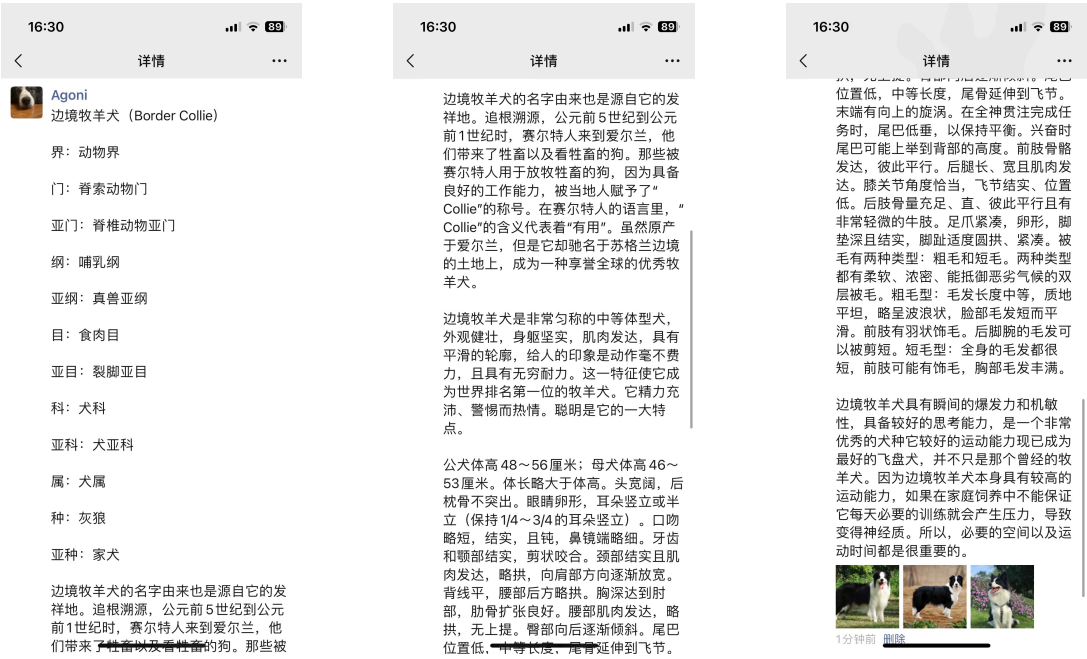 16:30
89
详情
Agoni
边境牧羊犬（Border Collie）
界：动物界
门：脊索动物门
亚门：脊椎动物亚门
纲：哺乳纲
亚纲：真兽亚纲
目：食肉目
亚目：裂脚亚目
科：犬科
亚科：犬亚科
属：犬属
种：灰狼
亚种：家犬
边境牧羊犬的名字由来也是源自它的发
祥地。追根溯源，公元前5世纪到公元
前1世纪时，赛尔特人来到爱尔兰，他
们带来了牲畜以及看牲畜的狗。那些被
16:30
89
详情
边境牧羊犬的名字由来也是源自它的发
祥地。追根溯源，公元前5世纪到公元
前1世纪时，赛尔特人来到爱尔兰，他
们带来了牲畜以及看牲畜的狗。那些被
赛尔特人用于放牧牲畜的狗，因为具备
良好的工作能力，被当地人赋予了“
Collie”的称号。在赛尔特人的语言里，“
Collie”的含义代表着“有用”。虽然原产
于爱尔兰，但是它却驰名于苏格兰边境
的土地上，成为一种享誉全球的优秀牧
羊犬。
边境牧羊犬是非常匀称的中等体型犬，
外观健壮，身躯坚实，肌肉发达，具有
平滑的轮廓，给人的印象是动作毫不费
力，且具有无穷耐力。这一特征使它成
为世界排名第一位的牧羊犬。它精力充
沛、警惕而热情。聪明是它的一大特
点。
公犬体高48～56厘米；母犬体高46～
53厘米。体长略大于体高。头宽阔，后
枕骨不突出。眼睛卵形，耳朵竖立或半
立（保持1/4～3/4的耳朵竖立）。口吻
略短，结实，且钝，鼻镜端略细。牙齿
和颚部结实，剪状咬合。颈部结实且肌
肉发达，略拱，向肩部方向逐渐放宽。
背线平，腰部后方略拱。胸深达到肘
部，肋骨扩张良好。腰部肌肉发达，略
拱，无上提。臀部向后逐渐倾斜。尾巴
位置低，中等长度，尾骨延伸到飞节。
16:30
89
详情
拱，无上提。臀部向后逐渐倾斜。尾巴
位置低，中等长度，尾骨延伸到飞节。
末端有向上的旋涡。在全神贯注完成任
务时，尾巴低垂，以保持平衡。兴奋时
尾巴可能上举到背部的高度。前肢骨骼
发达，彼此平行。后腿长、宽且肌肉发
达。膝关节角度恰当，飞节结实、位置
低。后肢骨量充足、直、彼此平行且有
非常轻微的牛肢。足爪紧凑，卵形，脚
垫深且结实，脚趾适度圆拱、紧凑。被
毛有两种类型：粗毛和短毛。两种类型
都有柔软、浓密、能抵御恶劣气候的双
层被毛。粗毛型：毛发长度中等，质地
平坦，略呈波浪状，脸部毛发短而平
滑。前肢有羽状饰毛。后脚腕的毛发可
以被剪短。短毛型：全身的毛发都很
短，前肢可能有饰毛，胸部毛发丰满。
边境牧羊犬具有瞬间的爆发力和机敏
性，具备较好的思考能力，是一个非常
优秀的犬种它较好的运动能力现已成为
最好的飞盘犬，并不只是那个曾经的牧
羊犬。因为边境牧羊犬本身具有较高的
运动能力，如果在家庭饲养中不能保证
它每天必要的训练就会产生压力，导致
变得神经质。所以，必要的空间以及运
动时间都是很重要的。
1分钟前 删除